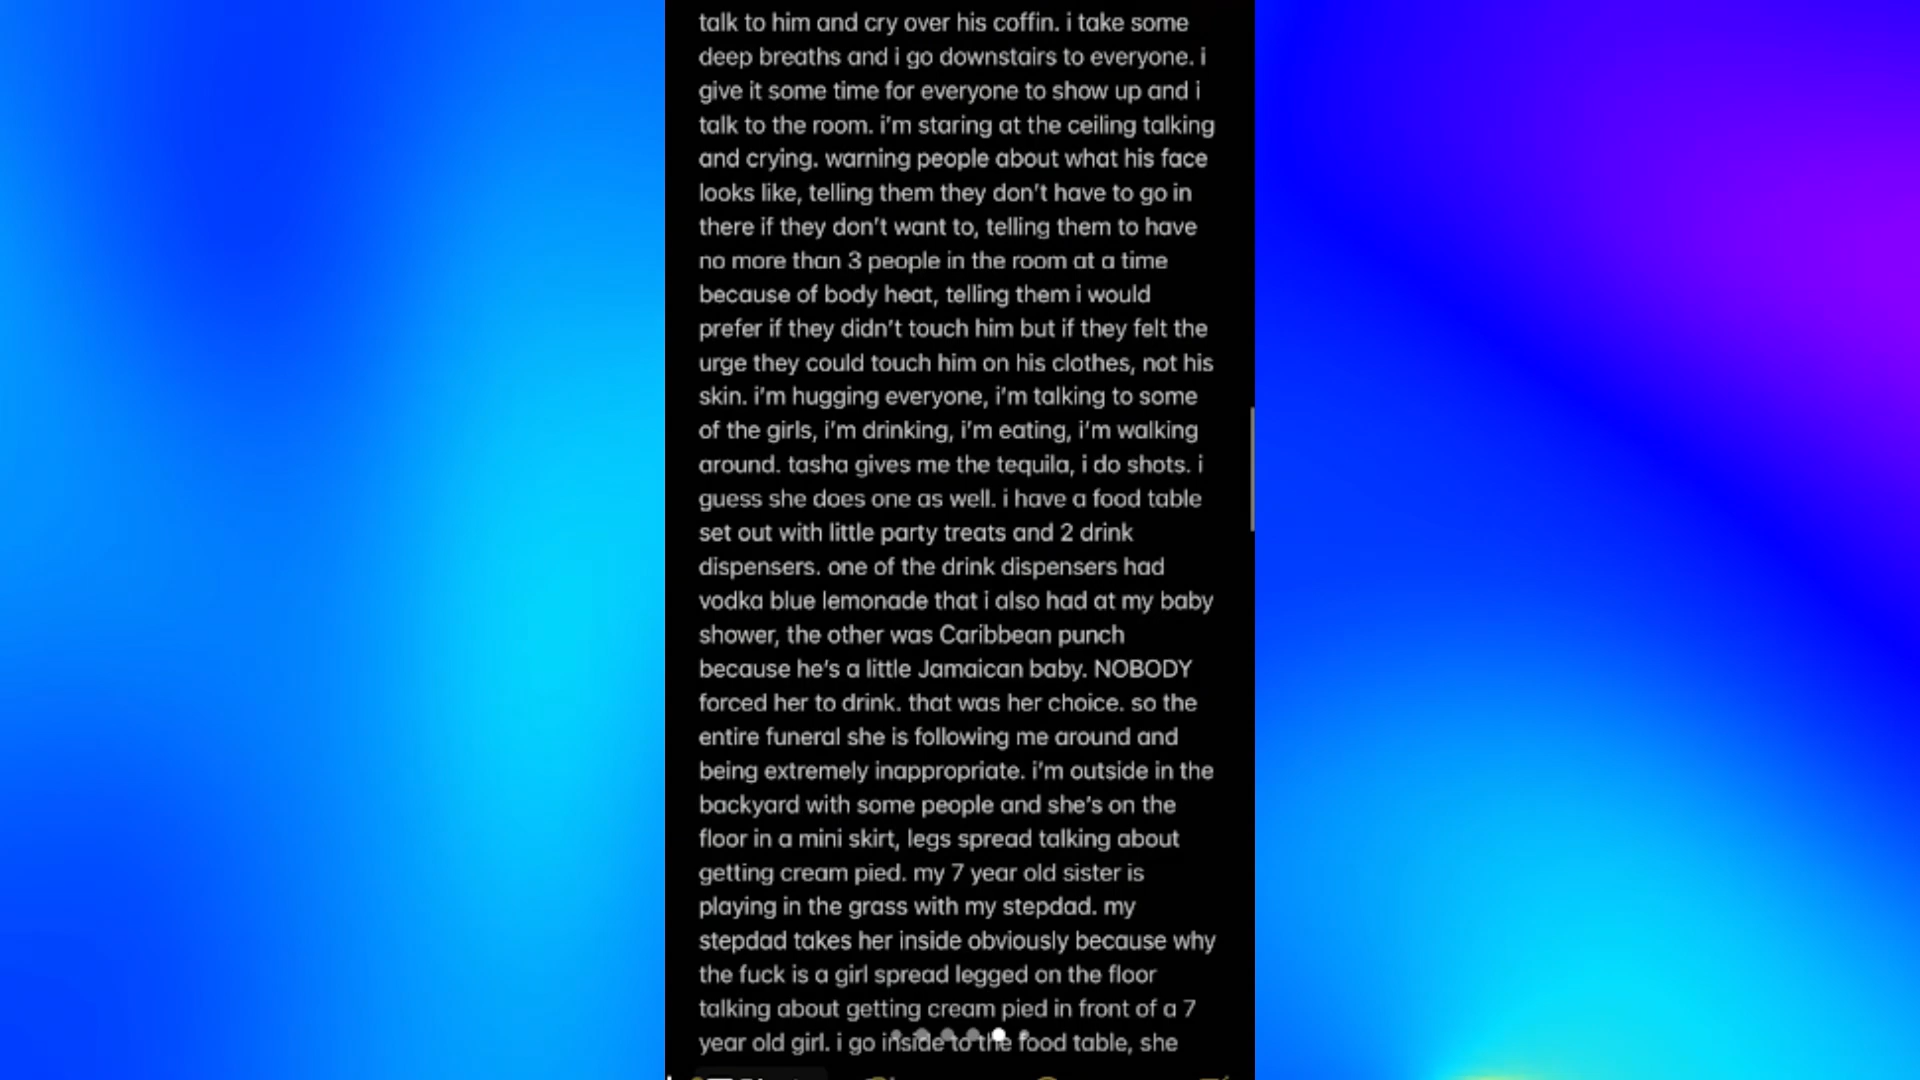 talk to him and cry over his coffin. i take some
deep breaths and i go downstairs to everyone. i
give it some time for everyone to show up and i
talk to the room. i'm staring at the ceiling talking
and crying. warning people about what his face
looks like, telling them they don't have to go in
there if they don't want to, telling them to have
no more than 3 people in the room at a time
because of body heat, telling them i would
prefer if they didn't touch him but if they felt the
urge they could touch him on his clothes, not his
skin. i'm hugging everyone, i'm talking to some
of the girls, i'm drinking, i'm eating, i'm walking
around. tasha gives me the tequila, i do shots. i
guess she does one as well. i have a food table
set out with little party treats and 2 drink
dispensers. one of the drink dispensers had
vodka blue lemonade that i also had at my baby
shower, the other was Caribbean punch
because he's a little Jamaican baby. NOBODY
forced her to drink. that was her choice. so the
entire funeral she is following me around and
being extremely inappropriate. i'm outside in the
backyard with some people and she's on the
floor in a mini skirt, legs spread talking about
getting cream pied. my 7 year old sister is
playing in the grass with my stepdad. my
stepdad takes her inside obviously because why
the fuck is a girl spread legged on the floor
talking about getting cream pied in front of a 7
year old girl. i go inside to the food table, she